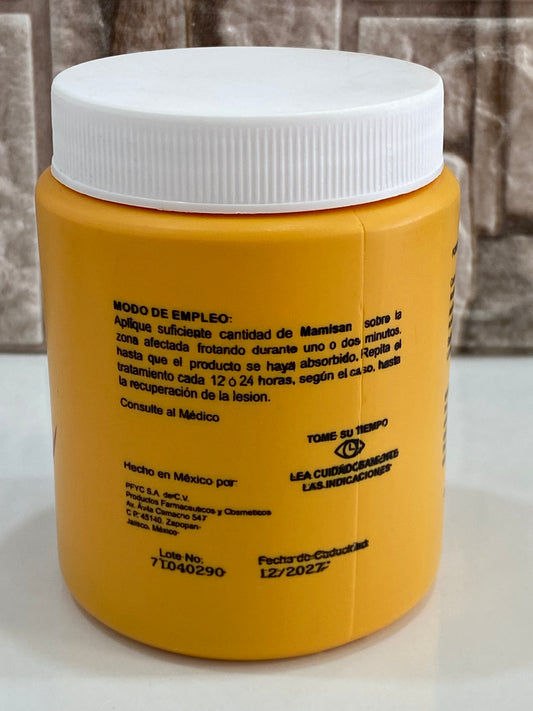 MODO DE EMPLEO:
Aplique suficiente cantidad de Mamisan sobre la
zona afectada frotando durante uno o dos minutos,
hasta que el producto se haya absorbido. Repita el
tratamiento cada 12 ó 24 horas, según el caso, hasta
la recuperación de la lesion.
Consulte al Médico
TOME SU TIEMPO
LEA CUIDADOSAMENTE
LAS INDICACIONES
Hecho en México por
PFYC S.A. de C.V.
Productos Farmaceuticos y Cosmeticos
Av. Ávila Camacho 547
C.P. 45140, Zapopan
Jalisco, México
Lote No:
71040290
Fecha de Caducidad
12/2027